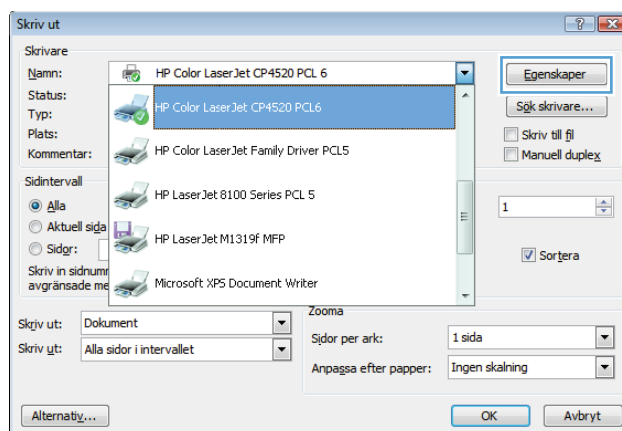 Skriv ut
Skrivare
Namn: HP Color LaserJet CP4520 PCL 6 Egenskaper
Status: HP Color LaserJet CP4520 PCL6 Sök skrivare...
Typ:
Plats: Skriv till fil
Kommentar: HP Color LaserJet Family Driver PCL5 Manuell duplex
Sidintervall
Alla HP LaserJet 8100 Series PCL 5 1
Aktuell sida
Sidor: HP LaserJet M1319f MFP Sortera
Skriv in sidnumr
avgränsade me Microsoft XPS Document Writer
Skriv ut: Dokument Zooma
Skriv ut: Alla sidor i intervallet Sidor per ark: 1 sida
Anpassa efter papper: Ingen skalning
Alternativ... OK Avbryt